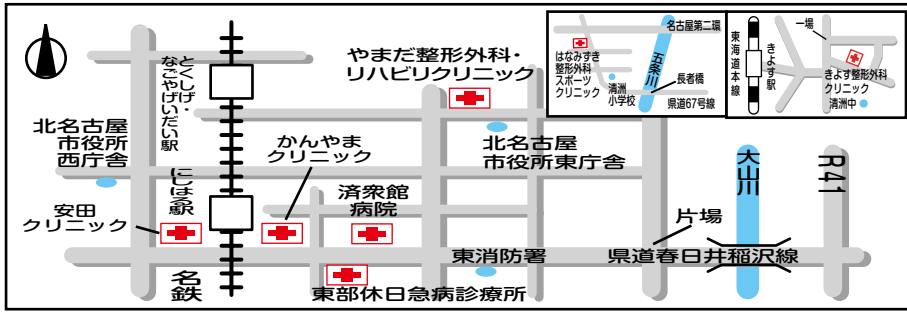 とくしげ・
なごやげいだい駅
やまだ整形外科・
リハビリクリニック
北名古屋
市役所
西庁舎
にしはる駅
かんやま
クリニック
北名古屋
市役所東庁舎
安田
クリニック
済衆館
病院
名鉄
東部休日急病診療所
東消防署
片場
県道春日井稲沢線
大山川
R41
名古屋第二環
はなみずき
整形外科
スポーツ
クリニック
五条川
清洲
小学校
長者橋
県道67号線
東海道本線
きよす駅
一場
きよす整形外科
クリニック
清洲中